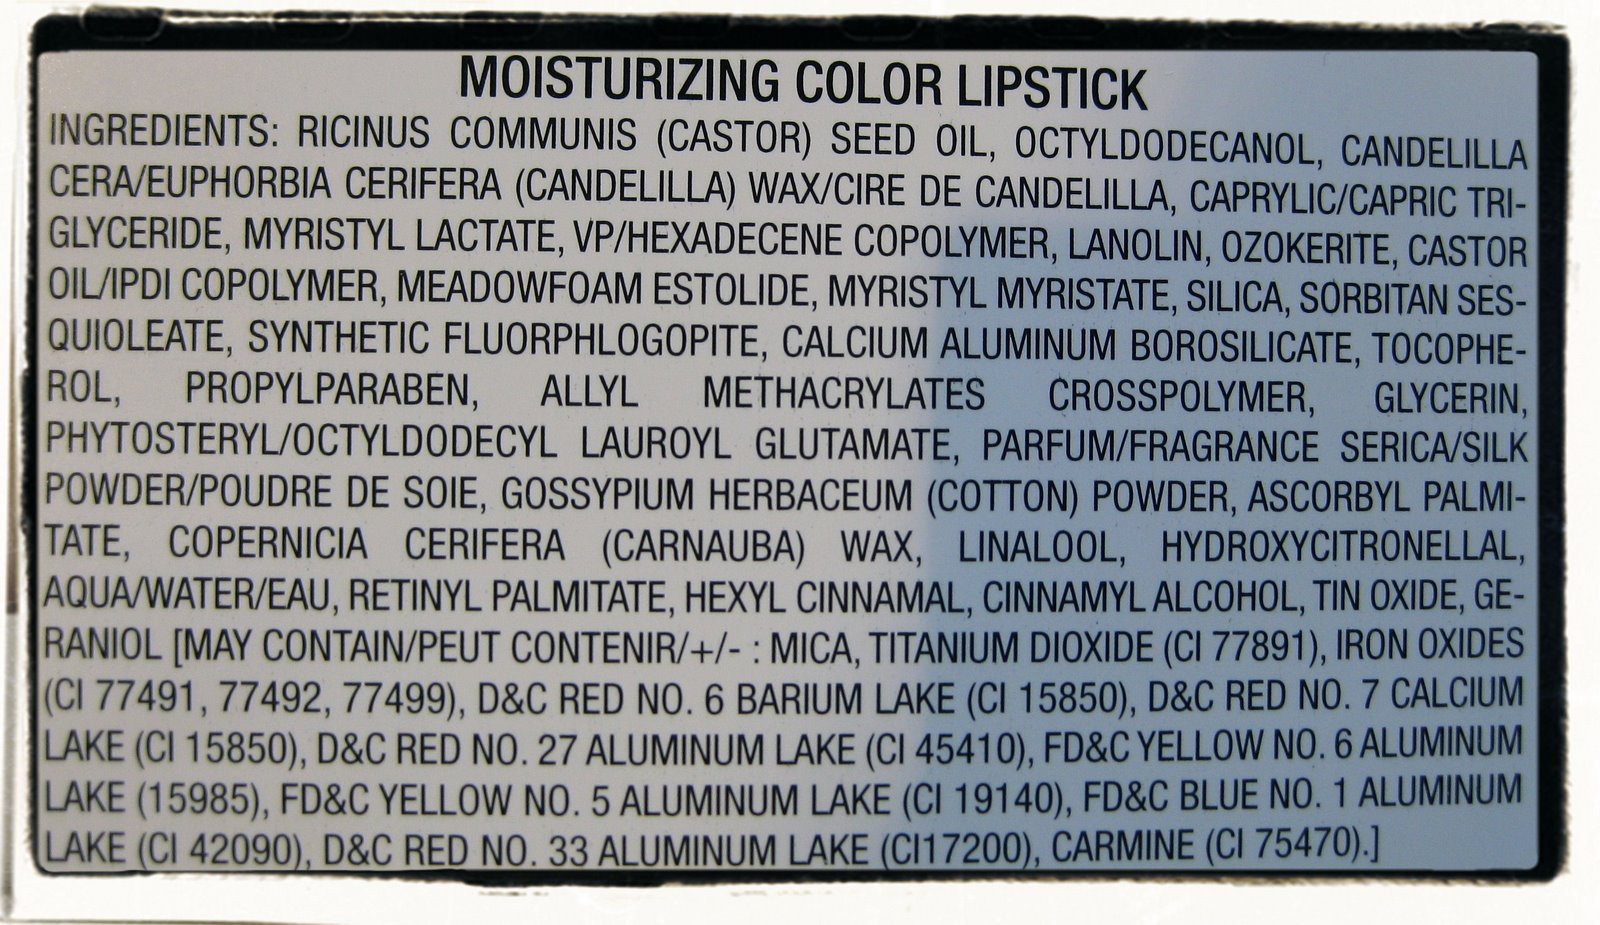 MOISTURIZING COLOR LIPSTICK
INGREDIENTS: RICINUS COMMUNIS (CASTOR) SEED OIL, OCTYLDODECANOL, CANDELILLA
CERA/EUPHORBIA CERIFERA (CANDELILLA) WAX/CIRE DE CANDELILLA, CAPRYLIC/CAPRIC TRI-
GLYCERIDE, MYRISTYL LACTATE, VP/HEXADECENE COPOLYMER, LANOLIN, OZOKERITE, CASTOR
OIL/IPDI COPOLYMER, MEADOWFOAM ESTOLIDE, MYRISTYL MYRISTATE, SILICA, SORBITAN SES-
QUIOLEATE, SYNTHETIC FLUORPHLOGOPITE, CALCIUM ALUMINUM BOROSILICATE, TOCOPHE-
ROL, PROPYLPARABEN, ALLYL METHACRYLATES CROSSPOLYMER, GLYCERIN,
PHYTOSTERYL/OCTYLDODECYL LAUROYL GLUTAMATE, PARFUM/FRAGRANCE SERICA/SILK
POWDER/POUDRE DE SOIE, GOSSYPIUM HERBACEUM (COTTON) POWDER, ASCORBYL PALMI-
TATE, COPERNICIA CERIFERA (CARNAUBA) WAX, LINALOOL, HYDROXYCITRONELLAL,
AQUA/WATER/EAU, RETINYL PALMITATE, HEXYL CINNAMAL, CINNAMYL ALCOHOL, TIN OXIDE, GE-
RANIOL [MAY CONTAIN/PEUT CONTENIR/+/- : MICA, TITANIUM DIOXIDE (CI 77891), IRON OXIDES
(CI 77491, 77492, 77499), D&C RED NO. 6 BARIUM LAKE (CI 15850), D&C RED NO. 7 CALCIUM
LAKE (CI 15850), D&C RED NO. 27 ALUMINUM LAKE (CI 45410), FD&C YELLOW NO. 6 ALUMINUM
LAKE (15985), FD&C YELLOW NO. 5 ALUMINUM LAKE (CI 19140), FD&C BLUE NO. 1 ALUMINUM
LAKE (CI 42090), D&C RED NO. 33 ALUMINUM LAKE (CI17200), CARMINE (CI 75470).]